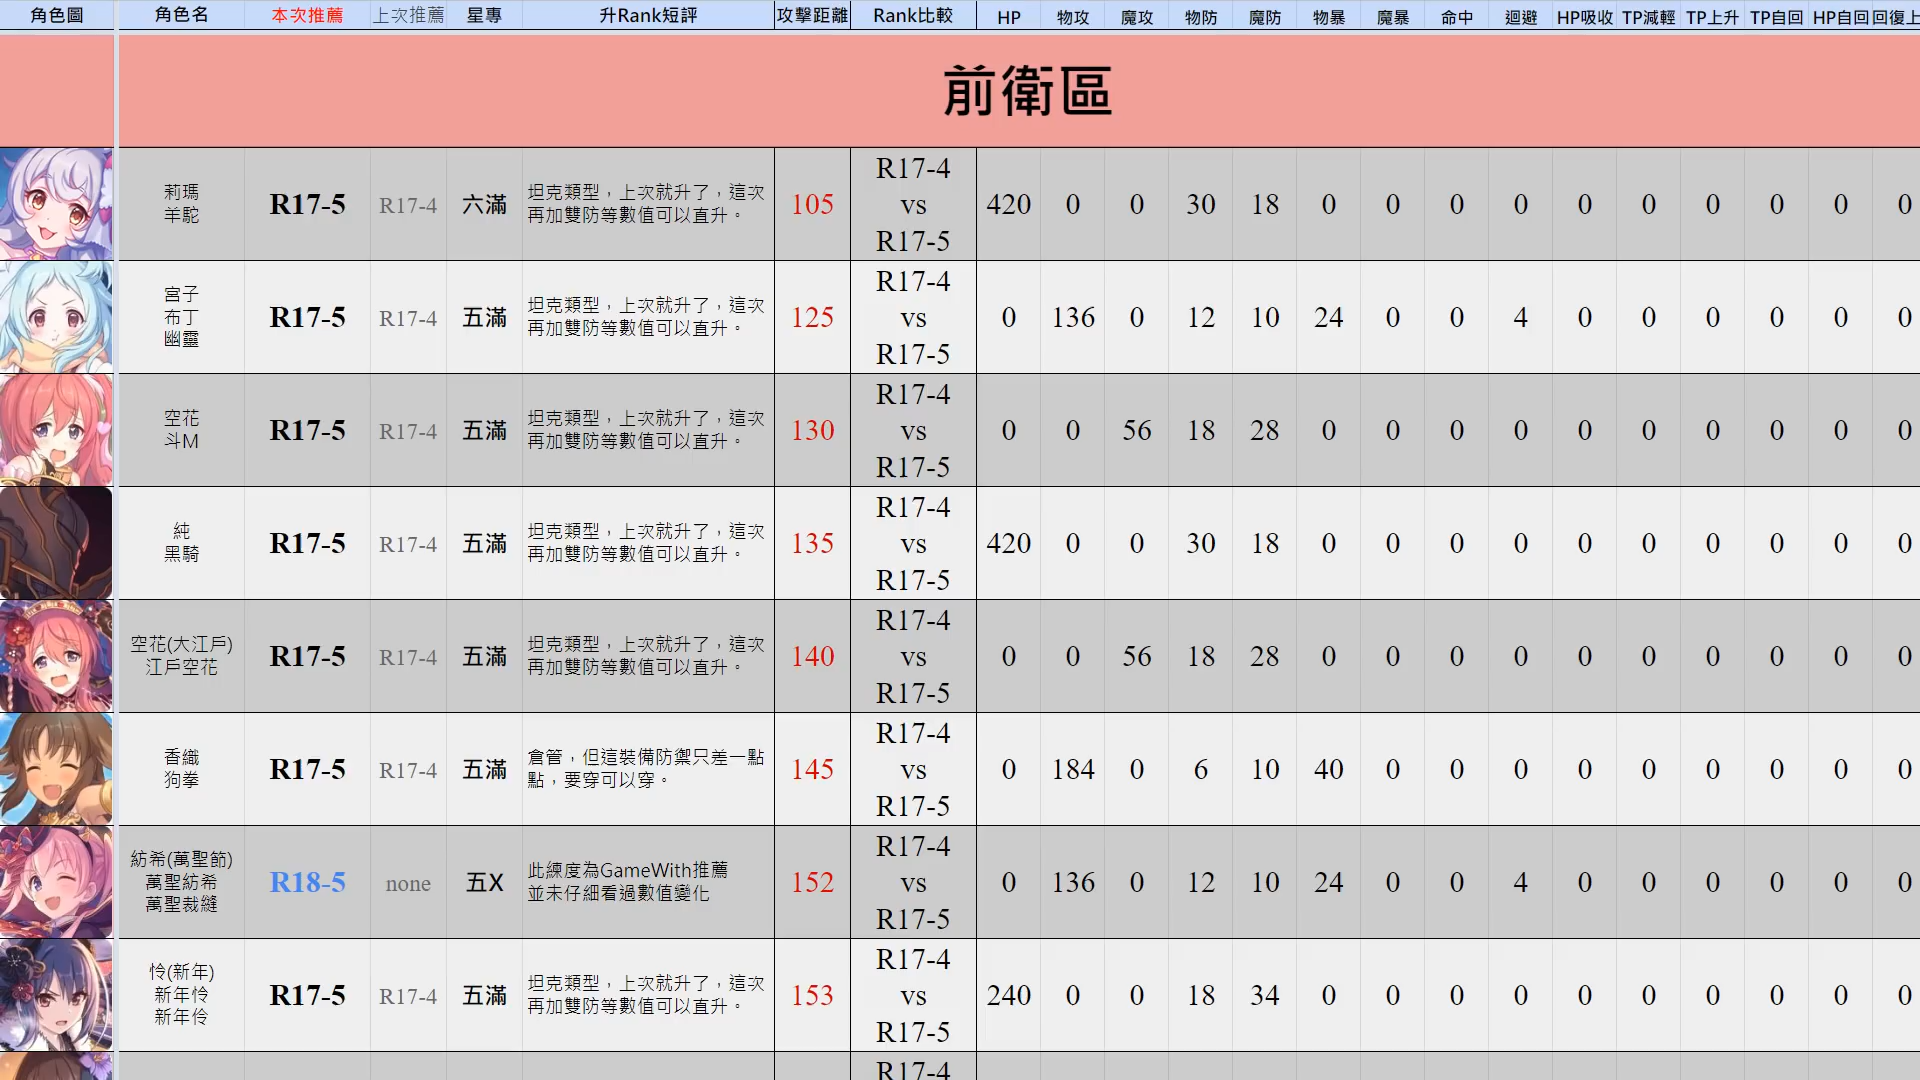 角色圖 角色名 本次推薦 上次推薦 星專 升Rank短評 攻擊距離 Rank比較 HP 物攻 魔攻 物防 魔防 物暴 魔暴 命中 迴避 HP吸收 TP減輕 TP上升 TP自回 HP自回 回復上
前衛區
莉瑪
羊駝
R17-5 R17-4 六滿
坦克類型，上次就升了，這次
再加雙防等數值可以直升。
105
R17-4
vs
R17-5
420 0 0 30 18 0 0 0 0 0 0 0 0 0 0
宮子
布丁
幽靈
R17-5 R17-4 五滿
坦克類型，上次就升了，這次
再加雙防等數值可以直升。
125
R17-4
vs
R17-5
0 136 0 12 10 24 0 0 4 0 0 0 0 0 0
空花
斗M
R17-5 R17-4 五滿
坦克類型，上次就升了，這次
再加雙防等數值可以直升。
130
R17-4
vs
R17-5
0 0 56 18 28 0 0 0 0 0 0 0 0 0 0
純
黑騎
R17-5 R17-4 五滿
坦克類型，上次就升了，這次
再加雙防等數值可以直升。
135
R17-4
vs
R17-5
420 0 0 30 18 0 0 0 0 0 0 0 0 0 0
空花(大江戶)
江戶空花
R17-5 R17-4 五滿
坦克類型，上次就升了，這次
再加雙防等數值可以直升。
140
R17-4
vs
R17-5
0 0 56 18 28 0 0 0 0 0 0 0 0 0 0
香織
狗拳
R17-5 R17-4 五滿
倉管，但這裝備防禦只差一點
點，要穿可以穿。
145
R17-4
vs
R17-5
0 184 0 6 10 40 0 0 0 0 0 0 0 0 0
紡希(萬聖節)
萬聖紡希
萬聖裁縫
R18-5 none 五X
此練度為GameWith推薦
並未仔細看過數值變化
152
R17-4
vs
R17-5
0 136 0 12 10 24 0 0 4 0 0 0 0 0 0
怜(新年)
新年怜
新年伶
R17-5 R17-4 五滿
坦克類型，上次就升了，這次
再加雙防等數值可以直升。
153
R17-4
vs
R17-5
240 0 0 18 34 0 0 0 0 0 0 0 0 0 0
R17-4